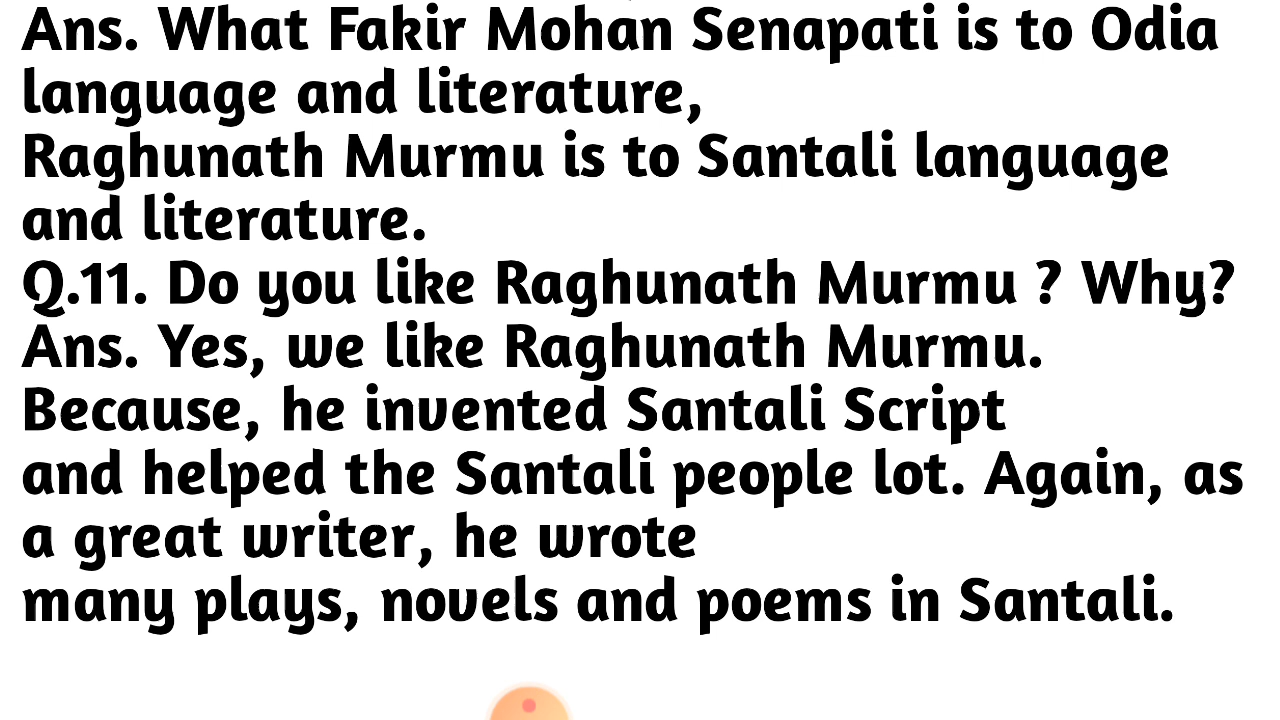 Ans. What Fakir Mohan Senapati is to Odia
language and literature,
Raghunath Murmu is to Santali language
and literature.
Q.11. Do you like Raghunath Murmu ? Why?
Ans. Yes, we like Raghunath Murmu.
Because, he invented Santali Script
and helped the Santali people lot. Again, as
a great writer, he wrote
many plays, novels and poems in Santali.